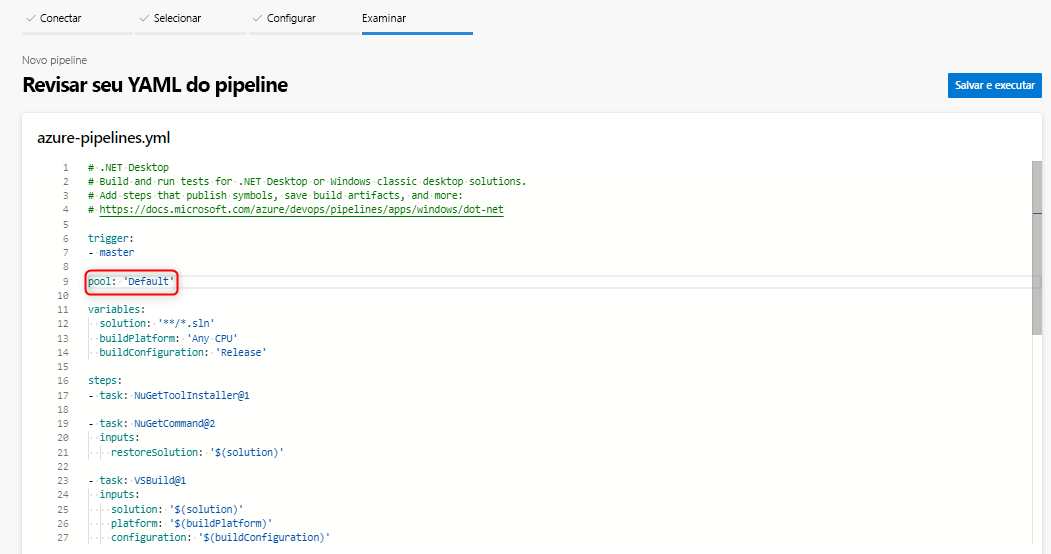 Conectar
Selecionar
Configurar
Examinar
Novo pipeline
Revisar seu YAML do pipeline
Salvar e executar
azure-pipelines.yml
1 # .NET Desktop
2 # Build and run tests for .NET Desktop or Windows classic desktop solutions.
3 # Add steps that publish symbols, save build artifacts, and more:
4 # https://docs.microsoft.com/azure/devops/pipelines/apps/windows/dot-net
5
6 trigger:
7 - master
8
9 pool: 'Default'
10
11 variables:
12   solution: '**/*.sln'
13   buildPlatform: 'Any CPU'
14   buildConfiguration: 'Release'
15
16 steps:
17 - task: NuGetToolInstaller@1
18
19 - task: NuGetCommand@2
20   inputs:
21     restoreSolution: '$(solution)'
22
23 - task: VSBuild@1
24   inputs:
25     solution: '$(solution)'
26     platform: '$(buildPlatform)'
27     configuration: '$(buildConfiguration)'